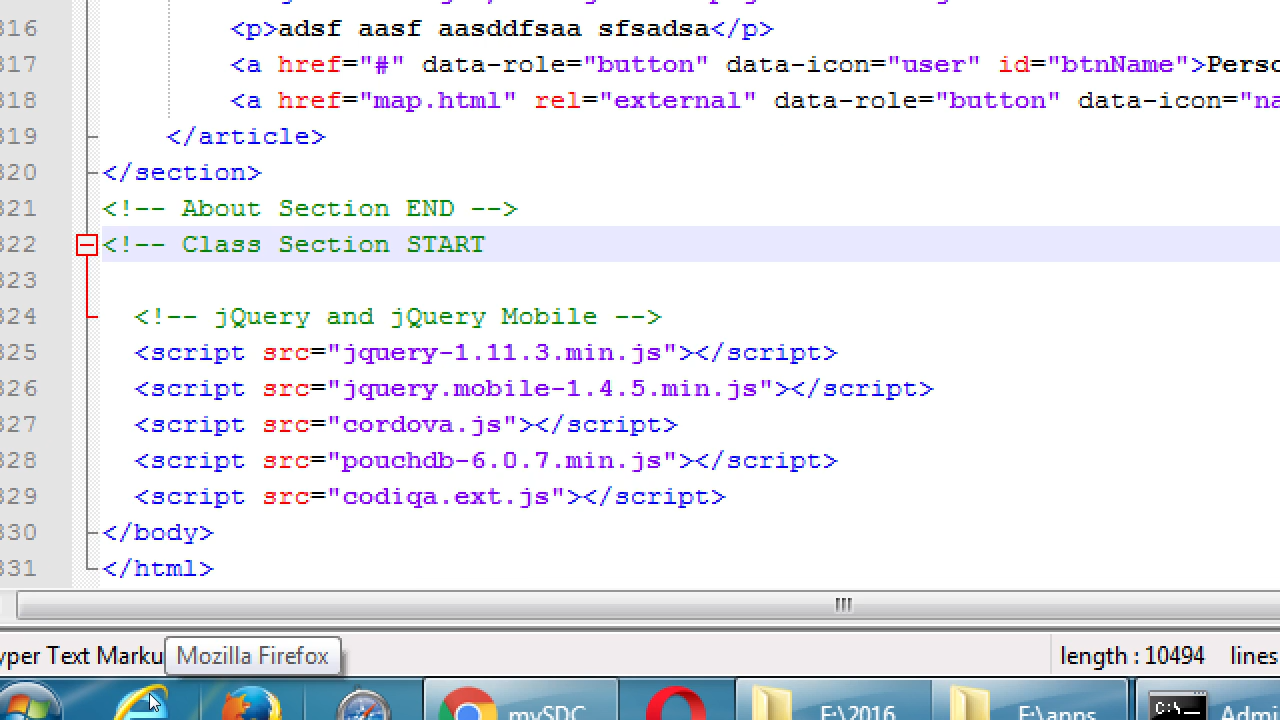 316 <p>adsf aasf aasddfsaa sfsadsa</p>
317 <a href="#" data-role="button" data-icon="user" id="btnName">Perso
318 <a href="map.html" rel="external" data-role="button" data-icon="na
319 </article>
320 </section>
321 <!-- About Section END -->
322 <!-- Class Section START
323
324 <!-- jQuery and jQuery Mobile -->
325 <script src="jquery-1.11.3.min.js"></script>
326 <script src="jquery.mobile-1.4.5.min.js"></script>
327 <script src="cordova.js"></script>
328 <script src="pouchdb-6.0.7.min.js"></script>
329 <script src="codiqa.ext.js"></script>
330 </body>
331 </html>
yper Text Marku Mozilla Firefox length : 10494 lines
mySDC E:\2016 E:\apps C:\. Admi